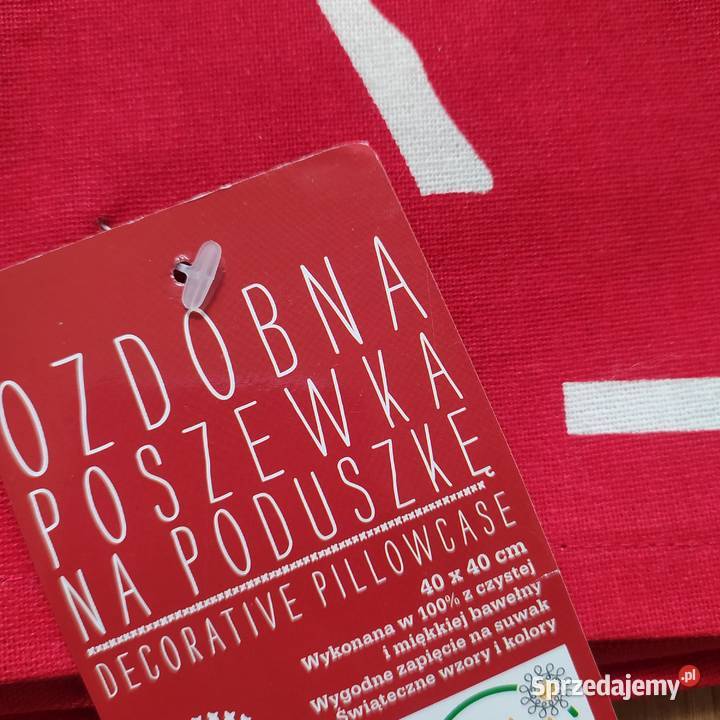 OZDOBNA
POSZEWKA
NA PODUSZKĘ
DECORATIVE PILLOWCASE
40 x 40 cm
Wykonana w 100% z czystej
i miękkiej bawełny
Wygodne zapięcie na suwak
Świąteczne wzory i kolory
Sprzedajemy.pl